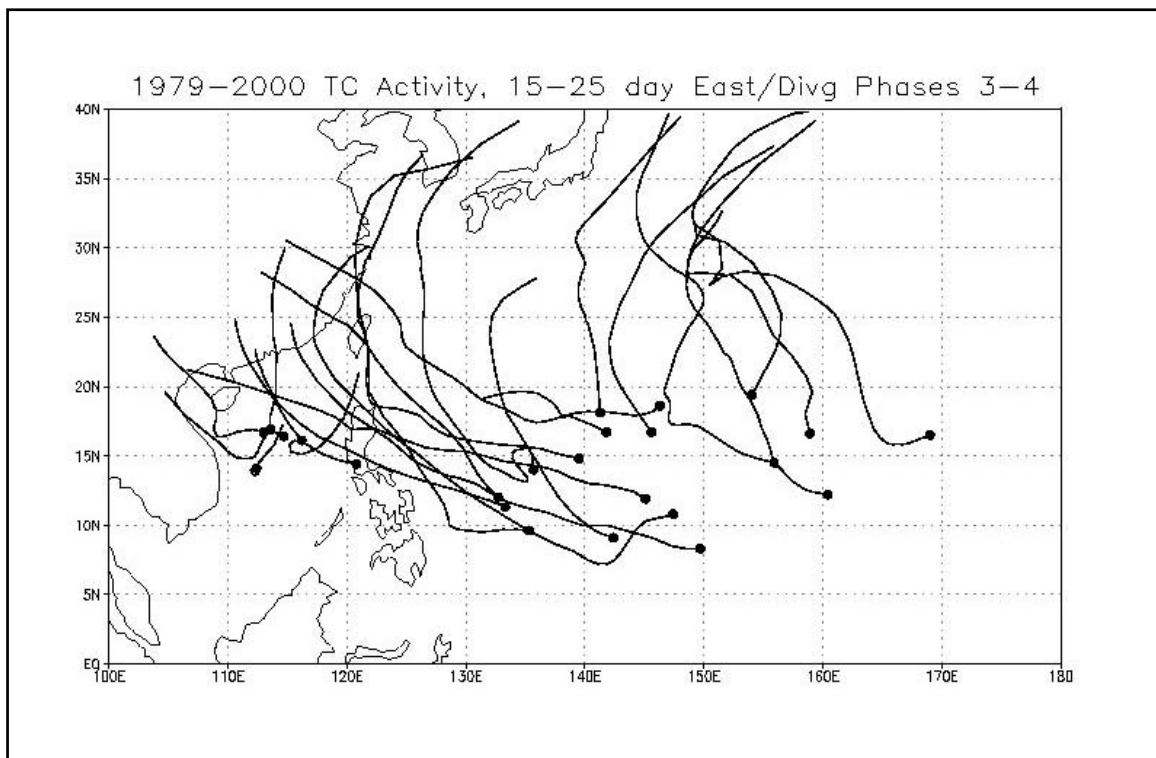 1979-2000 TC Activity, 15-25 day East/Divg Phases 3-4
40N
35N
30N
25N
20N
15N
10N
5N
EQ
100E 110E 120E 130E 140E 150E 160E 170E 180